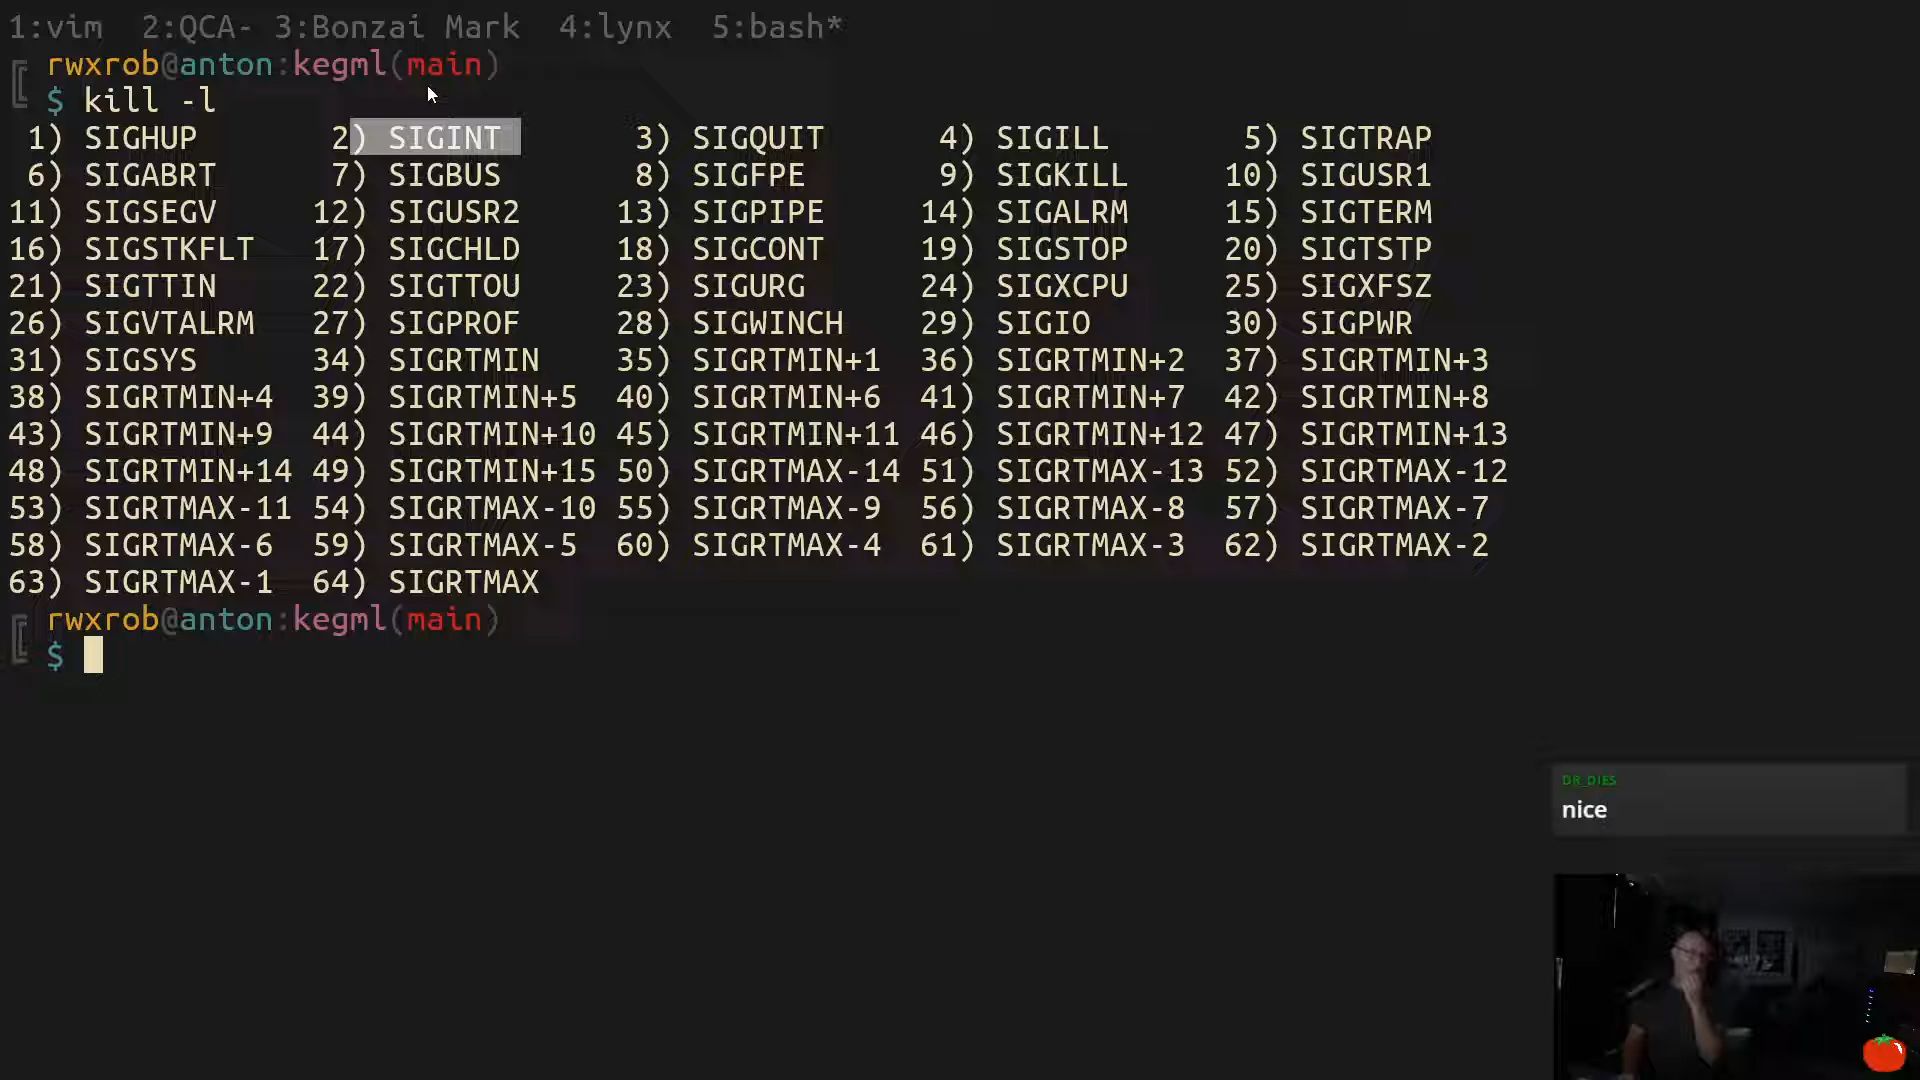 1:vim  2:QCA- 3:Bonzai Mark  4:lynx  5:bash*
rwxrob@anton:kegml(main)
$ kill -l
 1) SIGHUP       2) SIGINT       3) SIGQUIT      4) SIGILL       5) SIGTRAP
 6) SIGABRT      7) SIGBUS       8) SIGFPE       9) SIGKILL     10) SIGUSR1
11) SIGSEGV     12) SIGUSR2     13) SIGPIPE     14) SIGALRM     15) SIGTERM
16) SIGSTKFLT   17) SIGCHLD     18) SIGCONT     19) SIGSTOP     20) SIGTSTP
21) SIGTTIN     22) SIGTTOU     23) SIGURG      24) SIGXCPU     25) SIGXFSZ
26) SIGVTALRM   27) SIGPROF     28) SIGWINCH    29) SIGIO       30) SIGPWR
31) SIGSYS      34) SIGRTMIN    35) SIGRTMIN+1  36) SIGRTMIN+2  37) SIGRTMIN+3
38) SIGRTMIN+4  39) SIGRTMIN+5  40) SIGRTMIN+6  41) SIGRTMIN+7  42) SIGRTMIN+8
43) SIGRTMIN+9  44) SIGRTMIN+10 45) SIGRTMIN+11 46) SIGRTMIN+12 47) SIGRTMIN+13
48) SIGRTMIN+14 49) SIGRTMIN+15 50) SIGRTMAX-14 51) SIGRTMAX-13 52) SIGRTMAX-12
53) SIGRTMAX-11 54) SIGRTMAX-10 55) SIGRTMAX-9  56) SIGRTMAX-8  57) SIGRTMAX-7
58) SIGRTMAX-6  59) SIGRTMAX-5  60) SIGRTMAX-4  61) SIGRTMAX-3  62) SIGRTMAX-2
63) SIGRTMAX-1  64) SIGRTMAX
rwxrob@anton:kegml(main)
$
DR_DIES
nice